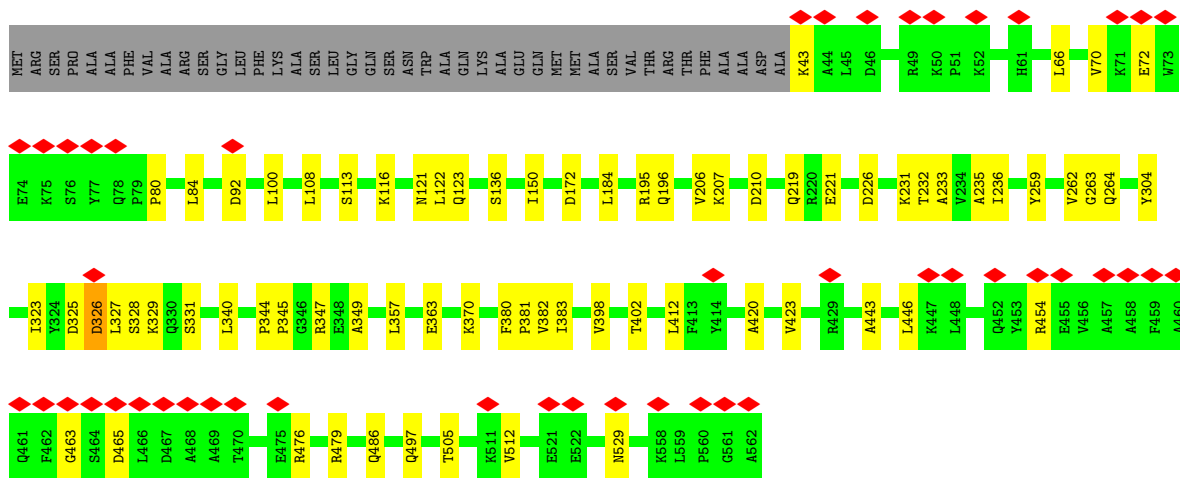 MET ARG SER PRO ALA ALA PHE VAL ALA ARG SER GLY LEU PHE LYS ALA SER LEU GLY GLN SER ASN TRP ALA GLN LYS ALA GLU GLN MET MET ALA SER VAL THR ARG THR PHE ALA ALA ASP ALA K43 A44 L45 D46 R49 K50 P51 K52 H61 L66 V70 K71 E72 W73
E74 K75 S76 Y77 Q78 P79 P80 L84 D92 L100 L108 S113 K116 N121 L122 Q123 S136 I150 D172 L184 R195 Q196 V206 K207 D210 Q219 R220 E221 D226 K231 T232 A233 V234 A235 I236 Y259 V262 G263 Q264 Y304
I323 Y324 D325 D326 L327 S328 K329 Q330 S331 L340 P344 P345 G346 R347 E348 A349 L357 E363 K370 F380 P381 V382 I383 V398 T402 L412 F413 Y414 A420 V423 R429 A443 L446 K447 L448 Q452 Y453 R454 E455 V456 A457 A458 F459 A460
Q461 F462 G463 S464 D465 L466 D467 A468 A469 T470 E475 R476 R479 Q486 Q497 T505 K511 V512 E521 E522 N529 K558 L559 P560 G561 A562